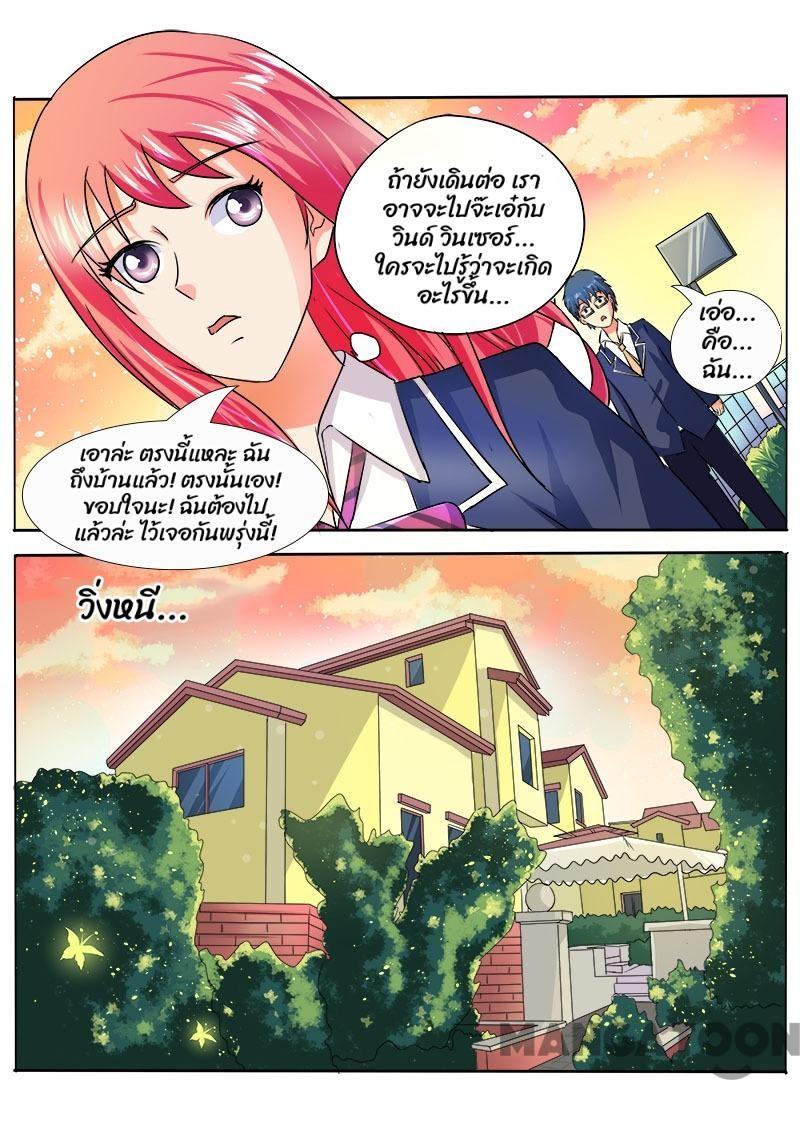 ถ้ายังเดินต่อ เรา
อาจจะไปจ๊ะเอ๋กับ
วินด์ วินเซอร์...
ใครจะไปรู้ว่าจะเกิด
อะไรขึ้น...
เอ่อ...
คือ...
ฉัน...
เอาล่ะ ตรงนี้แหละ ฉัน
ถึงบ้านแล้ว! ตรงนั้นเอง!
ขอบใจนะ! ฉันต้องไป
แล้วล่ะ ไว้เจอกันพรุ่งนี้!
วิ่งหนี...
MANGATOON